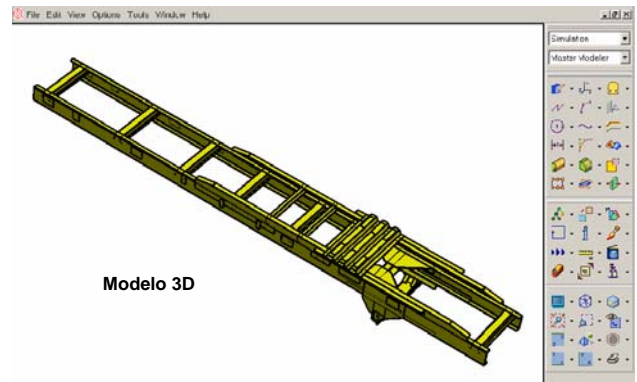 File Edit View Options Tools Window Help
Simulation
Master Modeler
Modelo 3D